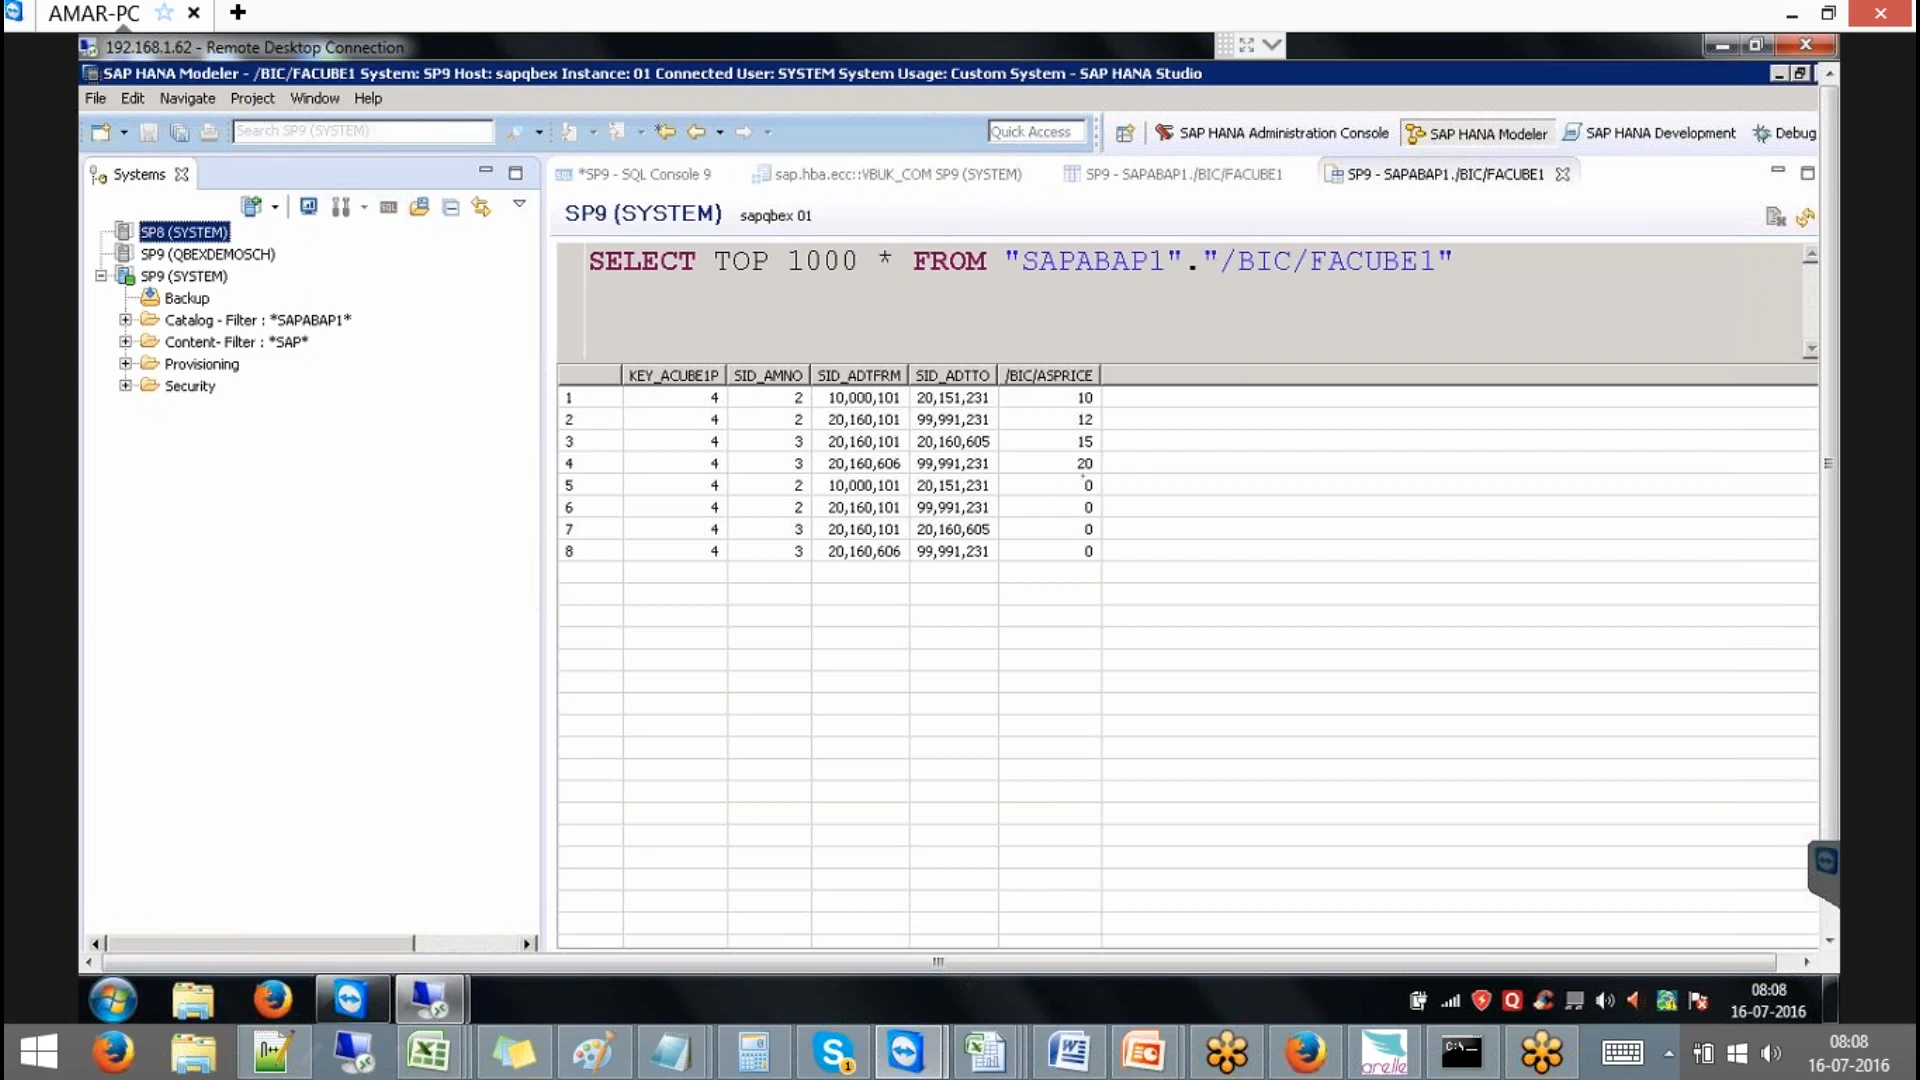 AMAR-PC
192.168.1.62 - Remote Desktop Connection
SAP HANA Modeler - /BIC/FACUBE1 System: SP9 Host: sapqbex Instance: 01 Connected User: SYSTEM System Usage: Custom System - SAP HANA Studio
File Edit Navigate Project Window Help
Search SP9 (SYSTEM)
Quick Access
SAP HANA Administration Console
SAP HANA Modeler
SAP HANA Development
Debug
Systems
*SP9 - SQL Console 9
sap.hba.ecc::VBUK_COM SP9 (SYSTEM)
SP9 - SAPABAP1./BIC/FACUBE1
SP9 - SAPABAP1./BIC/FACUBE1
SP8 (SYSTEM)
SP9 (QBEXDEMOSCH)
SP9 (SYSTEM)
Backup
Catalog - Filter : *SAPABAP1*
Content- Filter : *SAP*
Provisioning
Security
SP9 (SYSTEM) sapqbex 01
SELECT TOP 1000 * FROM "SAPABAP1"."/BIC/FACUBE1"
KEY_ACUBE1P SID_AMNO SID_ADTFRM SID_ADTTO /BIC/ASPRICE
1 4 2 10,000,101 20,151,231 10
2 4 2 20,160,101 99,991,231 12
3 4 3 20,160,101 20,160,605 15
4 4 3 20,160,606 99,991,231 20
5 4 2 10,000,101 20,151,231 0
6 4 2 20,160,101 99,991,231 0
7 4 3 20,160,101 20,160,605 0
8 4 3 20,160,606 99,991,231 0
08:08
16-07-2016
08:08
16-07-2016